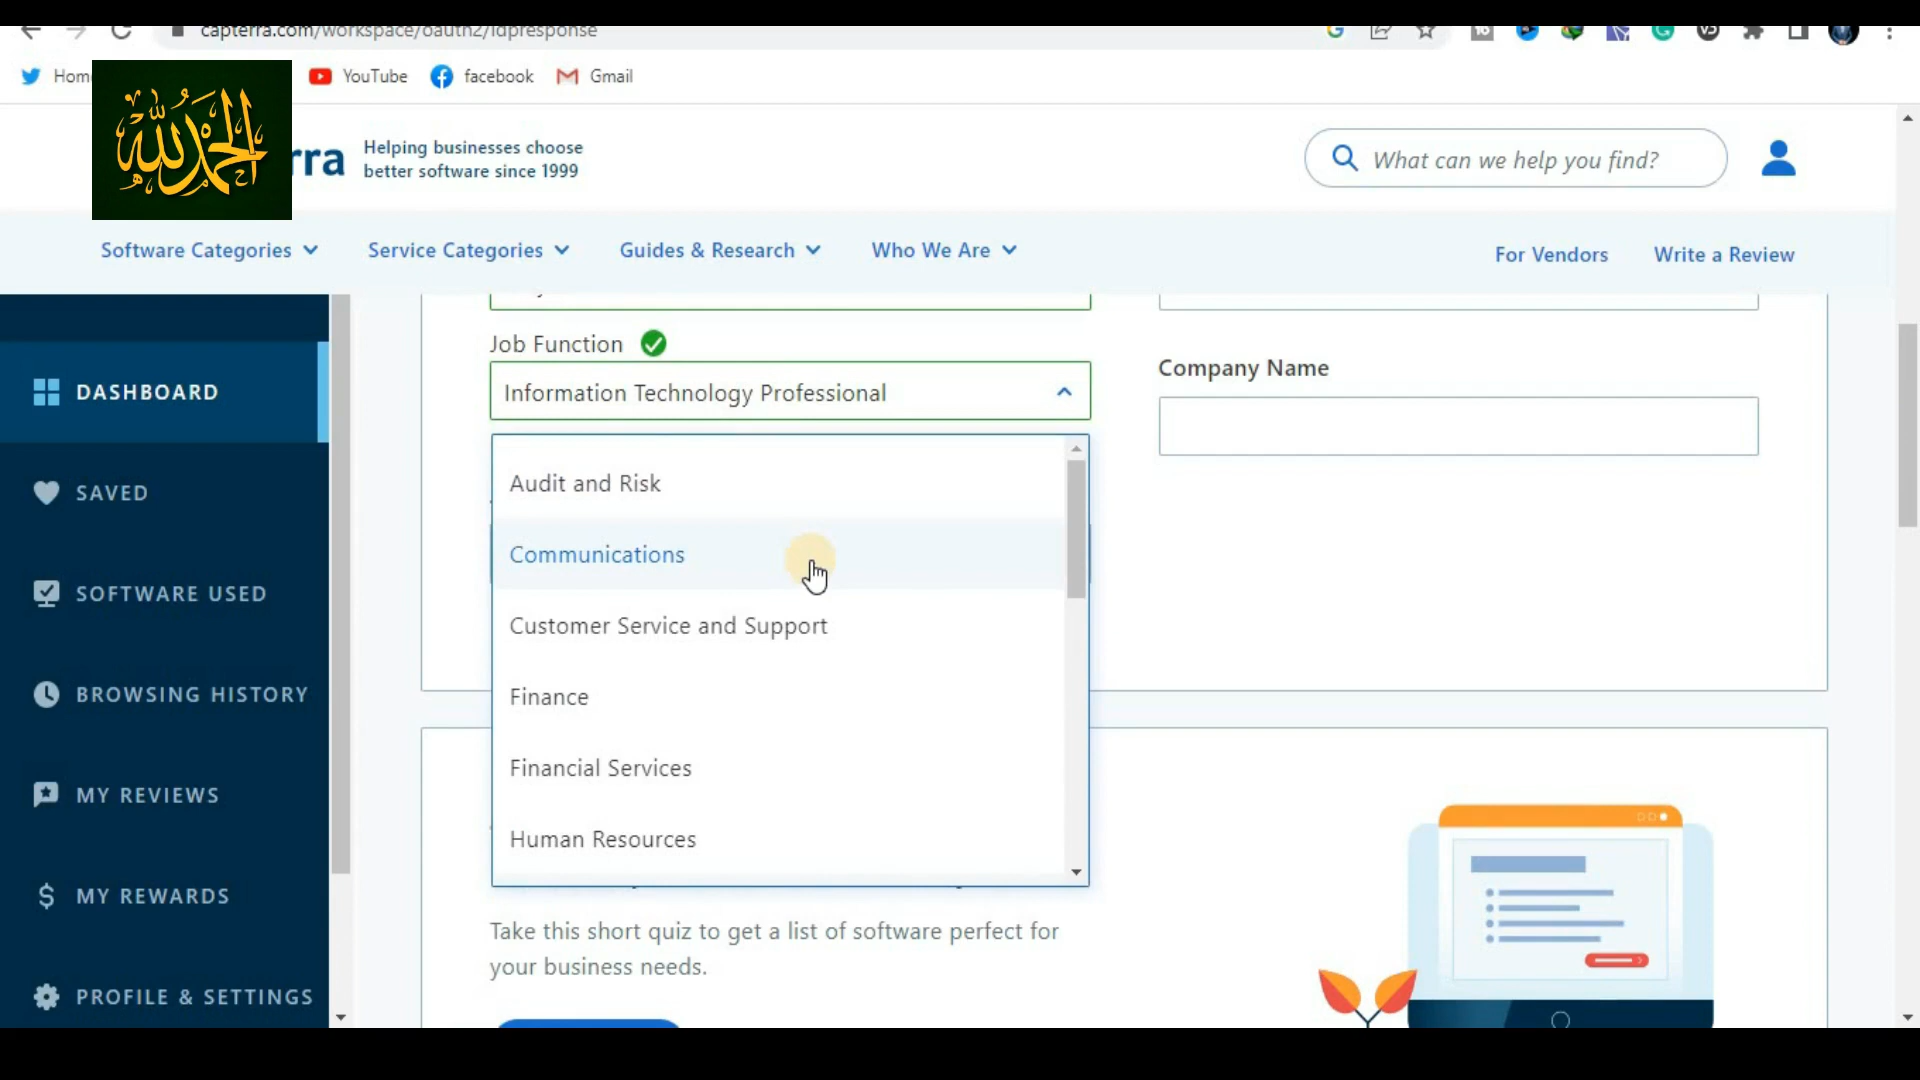 capterra.com/workspace/oauth2/idpresponse
Hom
YouTube
facebook
Gmail
الحمد لله
rra
Helping businesses choose
better software since 1999
What can we help you find?
Software Categories
Service Categories
Guides & Research
Who We Are
For Vendors
Write a Review
DASHBOARD
SAVED
SOFTWARE USED
BROWSING HISTORY
MY REVIEWS
MY REWARDS
PROFILE & SETTINGS
Job Function
Information Technology Professional
Company Name
Audit and Risk
Communications
Customer Service and Support
Finance
Financial Services
Human Resources
Take this short quiz to get a list of software perfect for
your business needs.